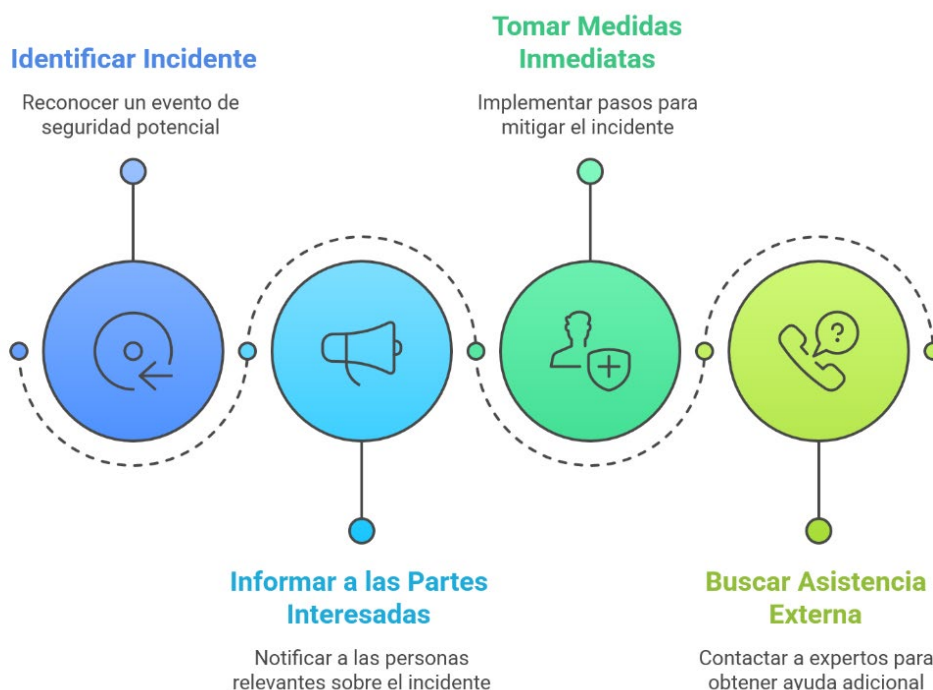 Identificar Incidente
Reconocer un evento de
seguridad potencial
Informar a las Partes
Interesadas
Notificar a las personas
relevantes sobre el incidente
Tomar Medidas
Inmediatas
Implementar pasos para
mitigar el incidente
?
Buscar Asistencia
Externa
Contactar a expertos para
obtener ayuda adicional